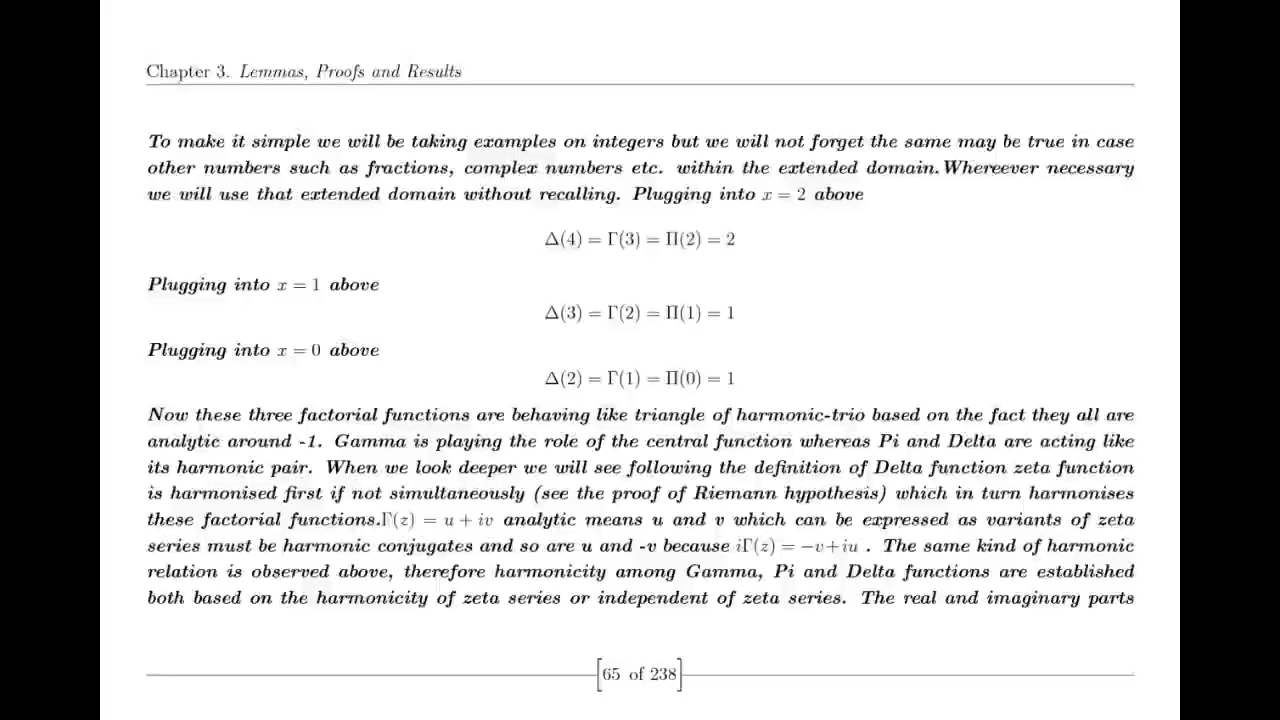 Chapter 3. Lemmas, Proofs and Results
To make it simple we will be taking examples on integers but we will not forget the same may be true in case
other numbers such as fractions, complex numbers etc. within the extended domain.Whereever necessary
we will use that extended domain without recalling. Plugging into x = 2 above
Δ(4) = Γ(3) = Π(2) = 2
Plugging into x = 1 above
Δ(3) = Γ(2) = Π(1) = 1
Plugging into x = 0 above
Δ(2) = Γ(1) = Π(0) = 1
Now these three factorial functions are behaving like triangle of harmonic-trio based on the fact they all are
analytic around -1. Gamma is playing the role of the central function whereas Pi and Delta are acting like
its harmonic pair. When we look deeper we will see following the definition of Delta function zeta function
is harmonised first if not simultaneously (see the proof of Riemann hypothesis) which in turn harmonises
these factorial functions.Γ(z) = u + iv analytic means u and v which can be expressed as variants of zeta
series must be harmonic conjugates and so are u and -v because iΓ(z) = −v+iu . The same kind of harmonic
relation is observed above, therefore harmonicity among Gamma, Pi and Delta functions are established
both based on the harmonicity of zeta series or independent of zeta series. The real and imaginary parts
[65 of 238]